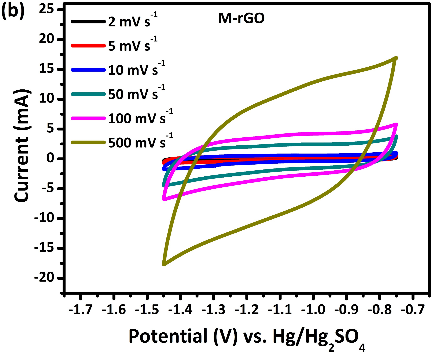 (b)
M-rGO
2 mV s⁻¹
5 mV s⁻¹
10 mV s⁻¹
50 mV s⁻¹
100 mV s⁻¹
500 mV s⁻¹
25
20
15
10
5
0
-5
-10
-15
-20
Current (mA)
-1.7 -1.6 -1.5 -1.4 -1.3 -1.2 -1.1 -1.0 -0.9 -0.8 -0.7
Potential (V) vs. Hg/Hg₂SO₄